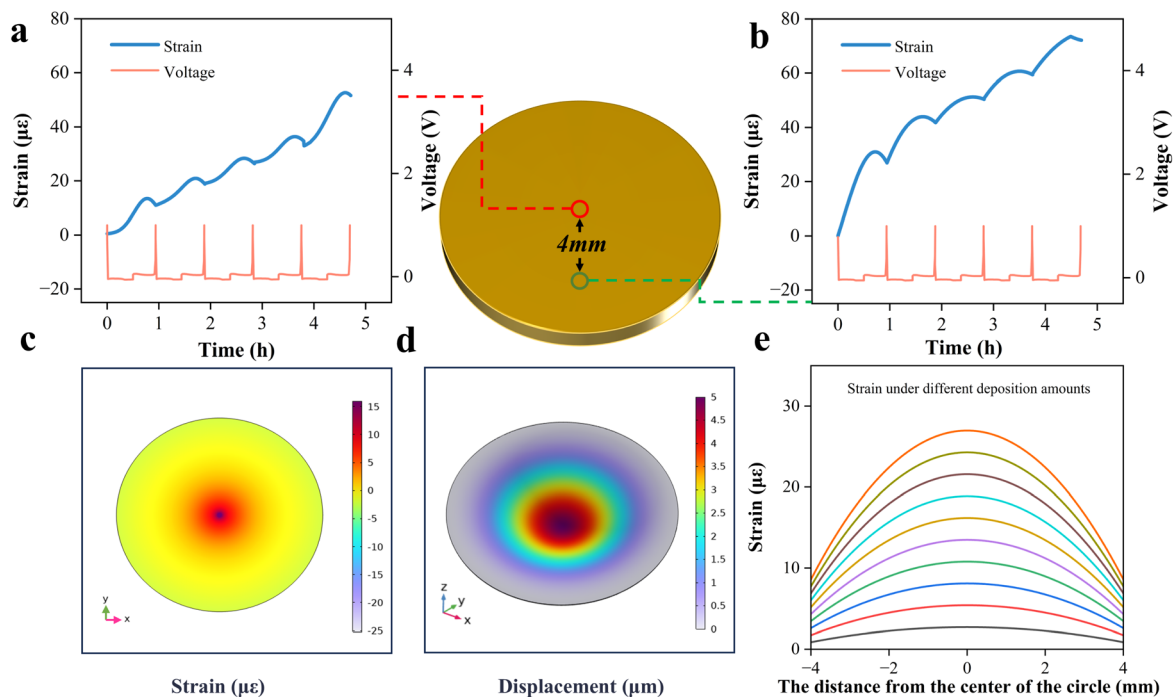 a
80
60
40
20
0
−20
Strain (με)
Strain
Voltage
4
2
0
Voltage (V)
0
1
2
3
4
5
Time (h)
4mm
b
80
60
40
20
0
−20
Strain (με)
Strain
Voltage
4
2
0
Voltage (V)
0
1
2
3
4
5
Time (h)
c
15
10
5
0
-5
-10
-15
-20
-25
y
x
Strain (με)
d
5
4.5
4
3.5
3
2.5
2
1.5
1
0.5
0
z
y
x
Displacement (μm)
e
Strain under different deposition amounts
30
20
10
0
Strain (με)
−4
−2
0
2
4
The distance from the center of the circle (mm)